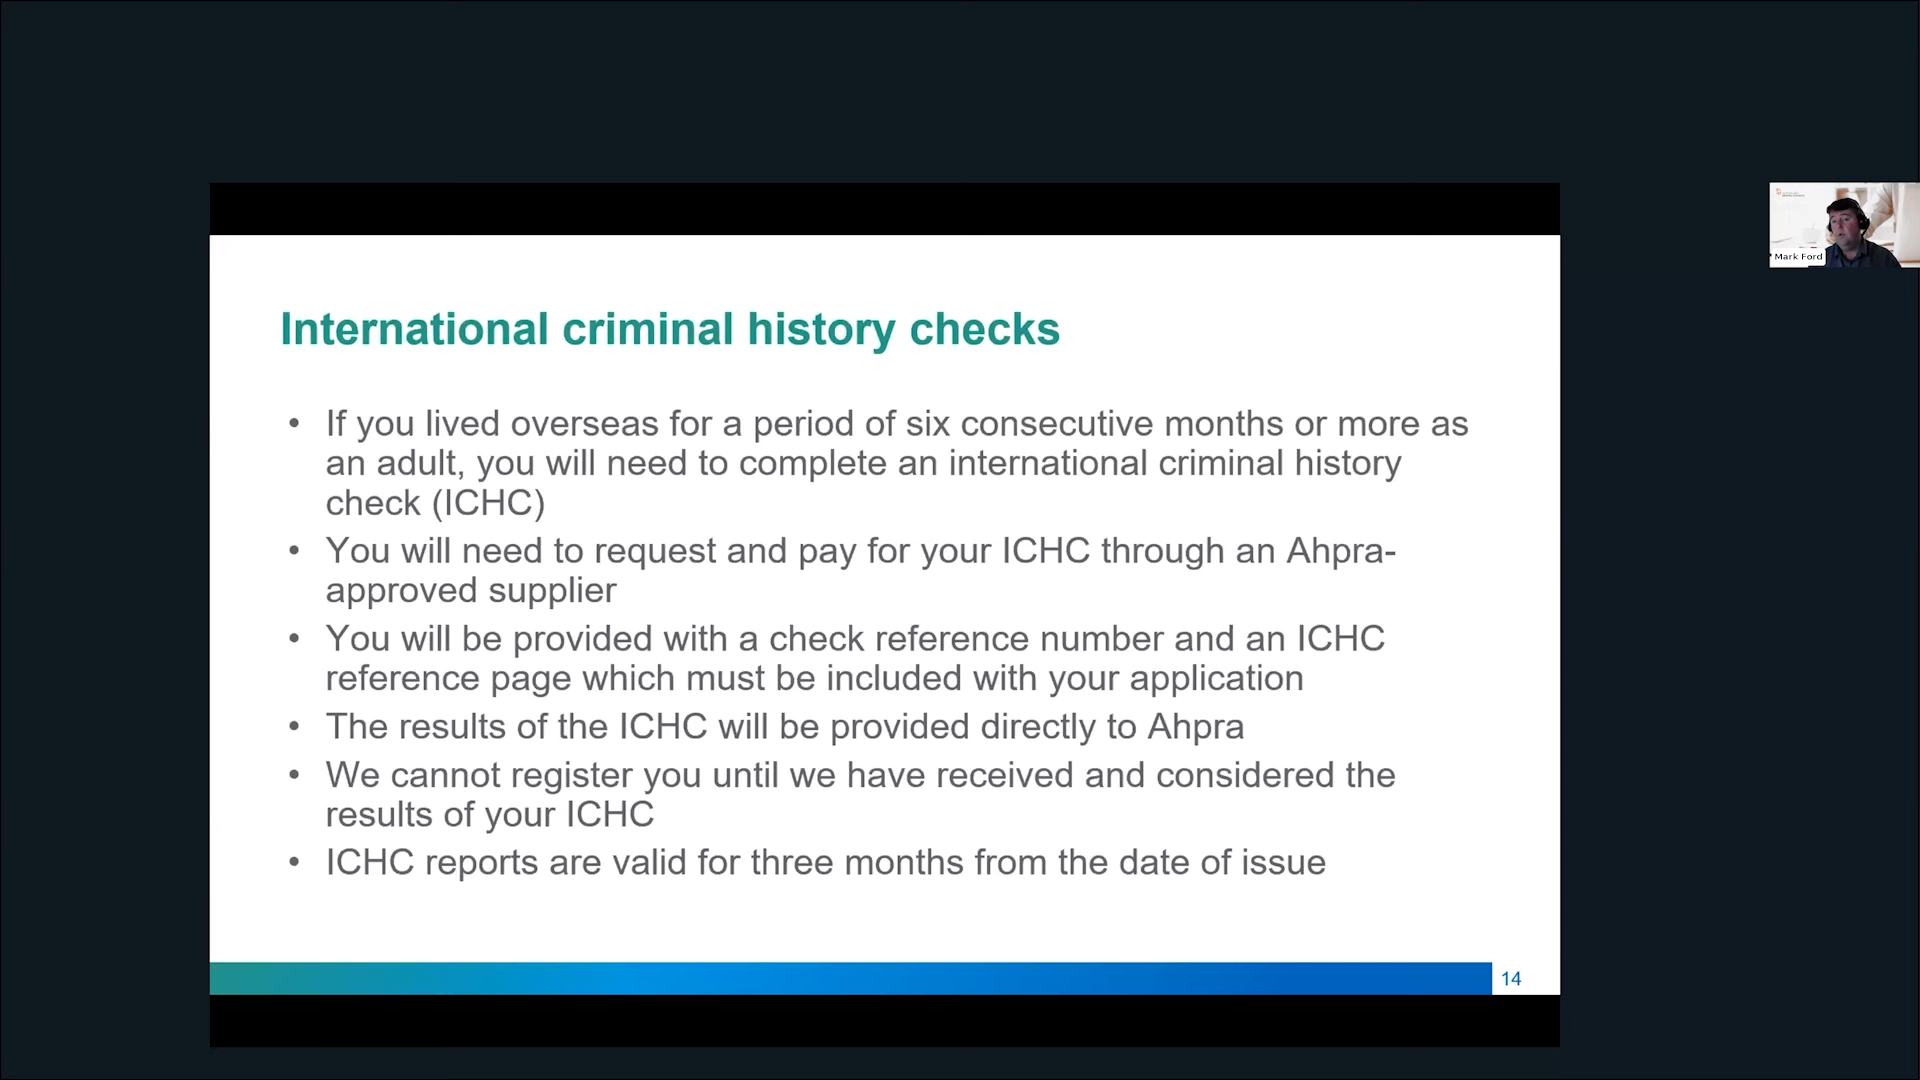 International criminal history checks
• If you lived overseas for a period of six consecutive months or more as
an adult, you will need to complete an international criminal history
check (ICHC)
• You will need to request and pay for your ICHC through an Ahpra-
approved supplier
• You will be provided with a check reference number and an ICHC
reference page which must be included with your application
• The results of the ICHC will be provided directly to Ahpra
• We cannot register you until we have received and considered the
results of your ICHC
• ICHC reports are valid for three months from the date of issue
14
Mark Ford